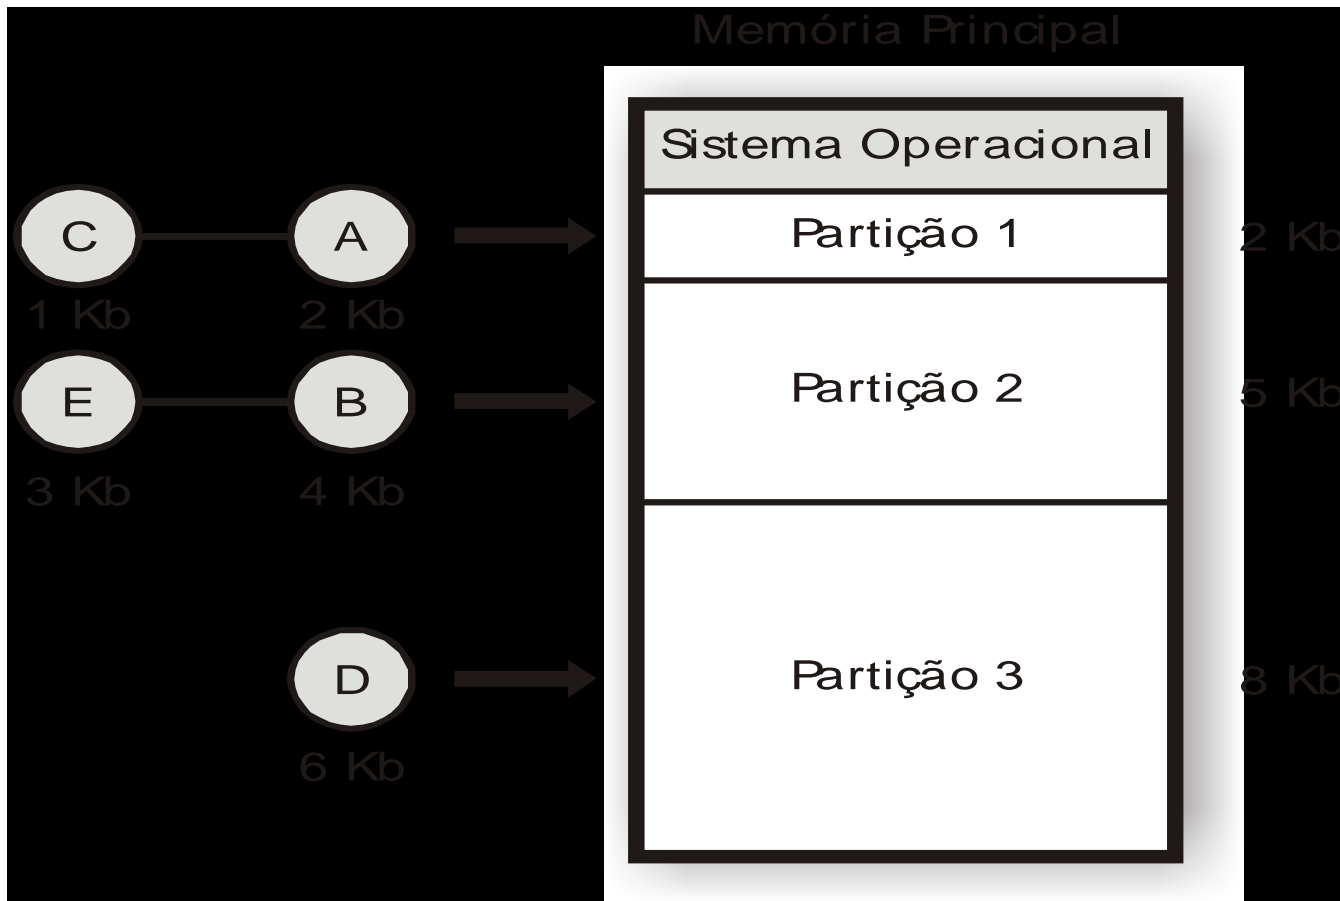 Memória Principal
Sistema Operacional
C
A
Partição 1
2 Kb
1 Kb
2 Kb
E
B
Partição 2
5 Kb
3 Kb
4 Kb
D
Partição 3
8 Kb
6 Kb